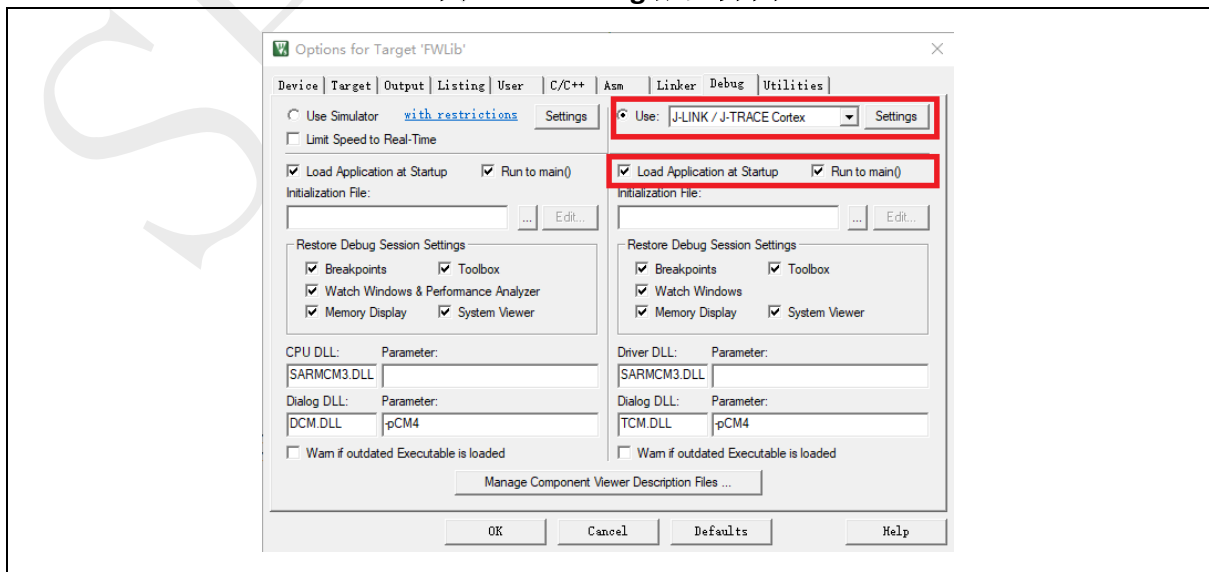 Options for Target 'FWLib'
Device Target Output Listing User C/C++ Asm Linker Debug Utilities
Use Simulator with restrictions Settings
Limit Speed to Real-Time
Use: J-LINK / J-TRACE Cortex Settings
Load Application at Startup Run to main()
Initialization File:
... Edit...
Restore Debug Session Settings
Breakpoints Toolbox
Watch Windows & Performance Analyzer
Memory Display System Viewer
CPU DLL: Parameter:
SARMCM3.DLL
Dialog DLL: Parameter:
DCM.DLL -pCM4
Warn if outdated Executable is loaded
Load Application at Startup Run to main()
Initialization File:
... Edit...
Restore Debug Session Settings
Breakpoints Toolbox
Watch Windows
Memory Display System Viewer
Driver DLL: Parameter:
SARMCM3.DLL
Dialog DLL: Parameter:
TCM.DLL -pCM4
Warn if outdated Executable is loaded
Manage Component Viewer Description Files ...
OK Cancel Defaults Help